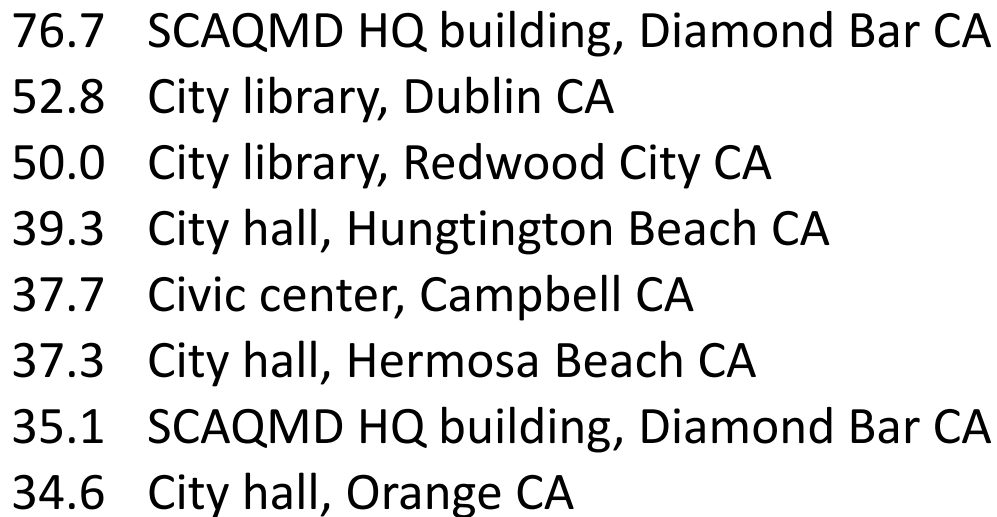 76.7 SCAQMD HQ building, Diamond Bar CA
52.8 City library, Dublin CA
50.0 City library, Redwood City CA
39.3 City hall, Hungtington Beach CA
37.7 Civic center, Campbell CA
37.3 City hall, Hermosa Beach CA
35.1 SCAQMD HQ building, Diamond Bar CA
34.6 City hall, Orange CA